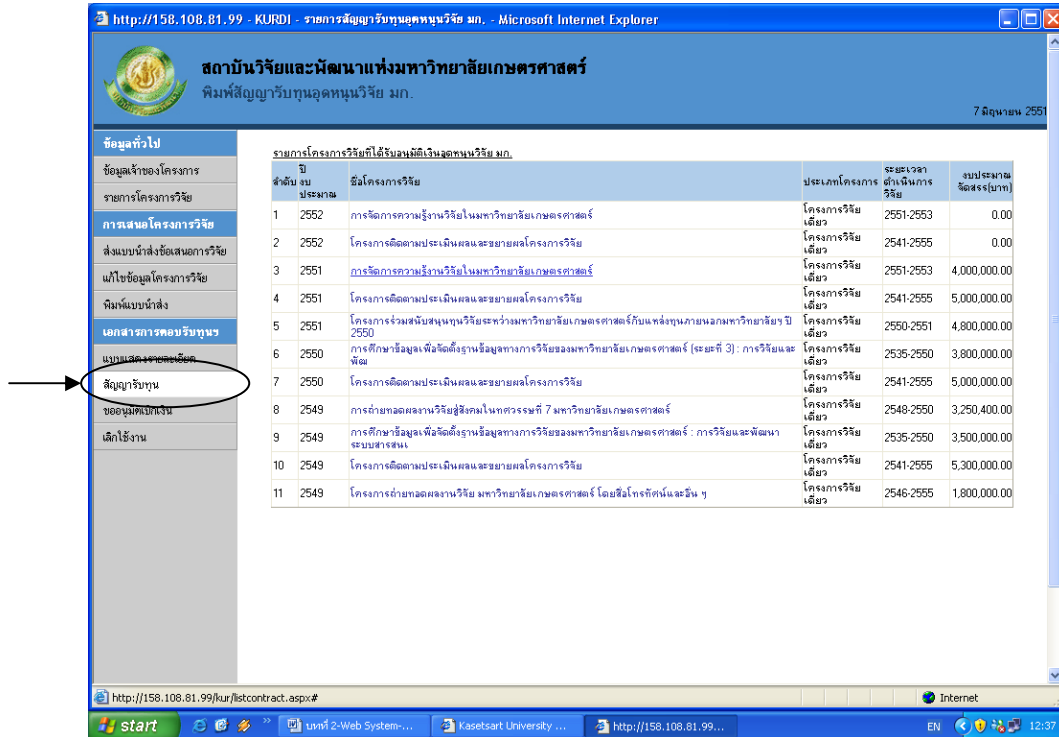 http://158.108.81.99 - KURDI - รายการสัญญารับทุนอุดหนุนวิจัย มก. - Microsoft Internet Explorer
สถาบันวิจัยและพัฒนาแห่งมหาวิทยาลัยเกษตรศาสตร์
พิมพ์สัญญารับทุนอุดหนุนวิจัย มก.
7 มิถุนายน 2551
ข้อมูลทั่วไป
ข้อมูลเจ้าของโครงการ
รายการโครงการวิจัย
การเสนอโครงการวิจัย
ส่งแบบนำส่งข้อเสนอการวิจัย
แก้ไขข้อมูลโครงการวิจัย
พิมพ์แบบนำส่ง
เอกสารการตอบรับทุนฯ
แบบแสดงรายละเอียด
สัญญารับทุน
ขออนุมัติเบิกเงิน
เลิกใช้งาน
รายการโครงการวิจัยที่ได้รับอนุมัติเงินอุดหนุนวิจัย มก.
ลำดับ ปีงบประมาณ ชื่อโครงการวิจัย ประเภทโครงการ ระยะเวลาดำเนินการวิจัย งบประมาณจัดสรร(บาท)
1 2552 การจัดการความรู้งานวิจัยในมหาวิทยาลัยเกษตรศาสตร์ โครงการวิจัยเดี่ยว 2551-2553 0.00
2 2552 โครงการติดตามประเมินผลและขยายผลโครงการวิจัย โครงการวิจัยเดี่ยว 2541-2555 0.00
3 2551 การจัดการความรู้งานวิจัยในมหาวิทยาลัยเกษตรศาสตร์ โครงการวิจัยเดี่ยว 2551-2553 4,000,000.00
4 2551 โครงการติดตามประเมินผลและขยายผลโครงการวิจัย โครงการวิจัยเดี่ยว 2541-2555 5,000,000.00
5 2551 โครงการร่วมสนับสนุนทุนวิจัยระหว่างมหาวิทยาลัยเกษตรศาสตร์กับแหล่งทุนภายนอกมหาวิทยาลัยฯ ปี 2550 โครงการวิจัยเดี่ยว 2550-2551 4,800,000.00
6 2550 การศึกษาข้อมูลเพื่อจัดตั้งฐานข้อมูลทางการวิจัยของมหาวิทยาลัยเกษตรศาสตร์ (ระยะที่ 3) : การวิจัยและพัฒ โครงการวิจัยเดี่ยว 2535-2550 3,800,000.00
7 2550 โครงการติดตามประเมินผลและขยายผลโครงการวิจัย โครงการวิจัยเดี่ยว 2541-2555 5,000,000.00
8 2549 การถ่ายทอดผลงานวิจัยสู่สังคมในทศวรรษที่ 7 มหาวิทยาลัยเกษตรศาสตร์ โครงการวิจัยเดี่ยว 2548-2550 3,250,400.00
9 2549 การศึกษาข้อมูลเพื่อจัดตั้งฐานข้อมูลทางการวิจัยของมหาวิทยาลัยเกษตรศาสตร์ : การวิจัยและพัฒนาระบบสารสนเ โครงการวิจัยเดี่ยว 2535-2550 3,500,000.00
10 2549 โครงการติดตามประเมินผลและขยายผลโครงการวิจัย โครงการวิจัยเดี่ยว 2541-2555 5,300,000.00
11 2549 โครงการถ่ายทอดผลงานวิจัย มหาวิทยาลัยเกษตรศาสตร์ โดยสื่อโทรทัศน์และอื่น ๆ โครงการวิจัยเดี่ยว 2546-2555 1,800,000.00
http://158.108.81.99/kur/listcontract.aspx#
Internet
start
บทที่ 2-Web System-...
Kasetsart University ...
http://158.108.81.99...
EN
12:37